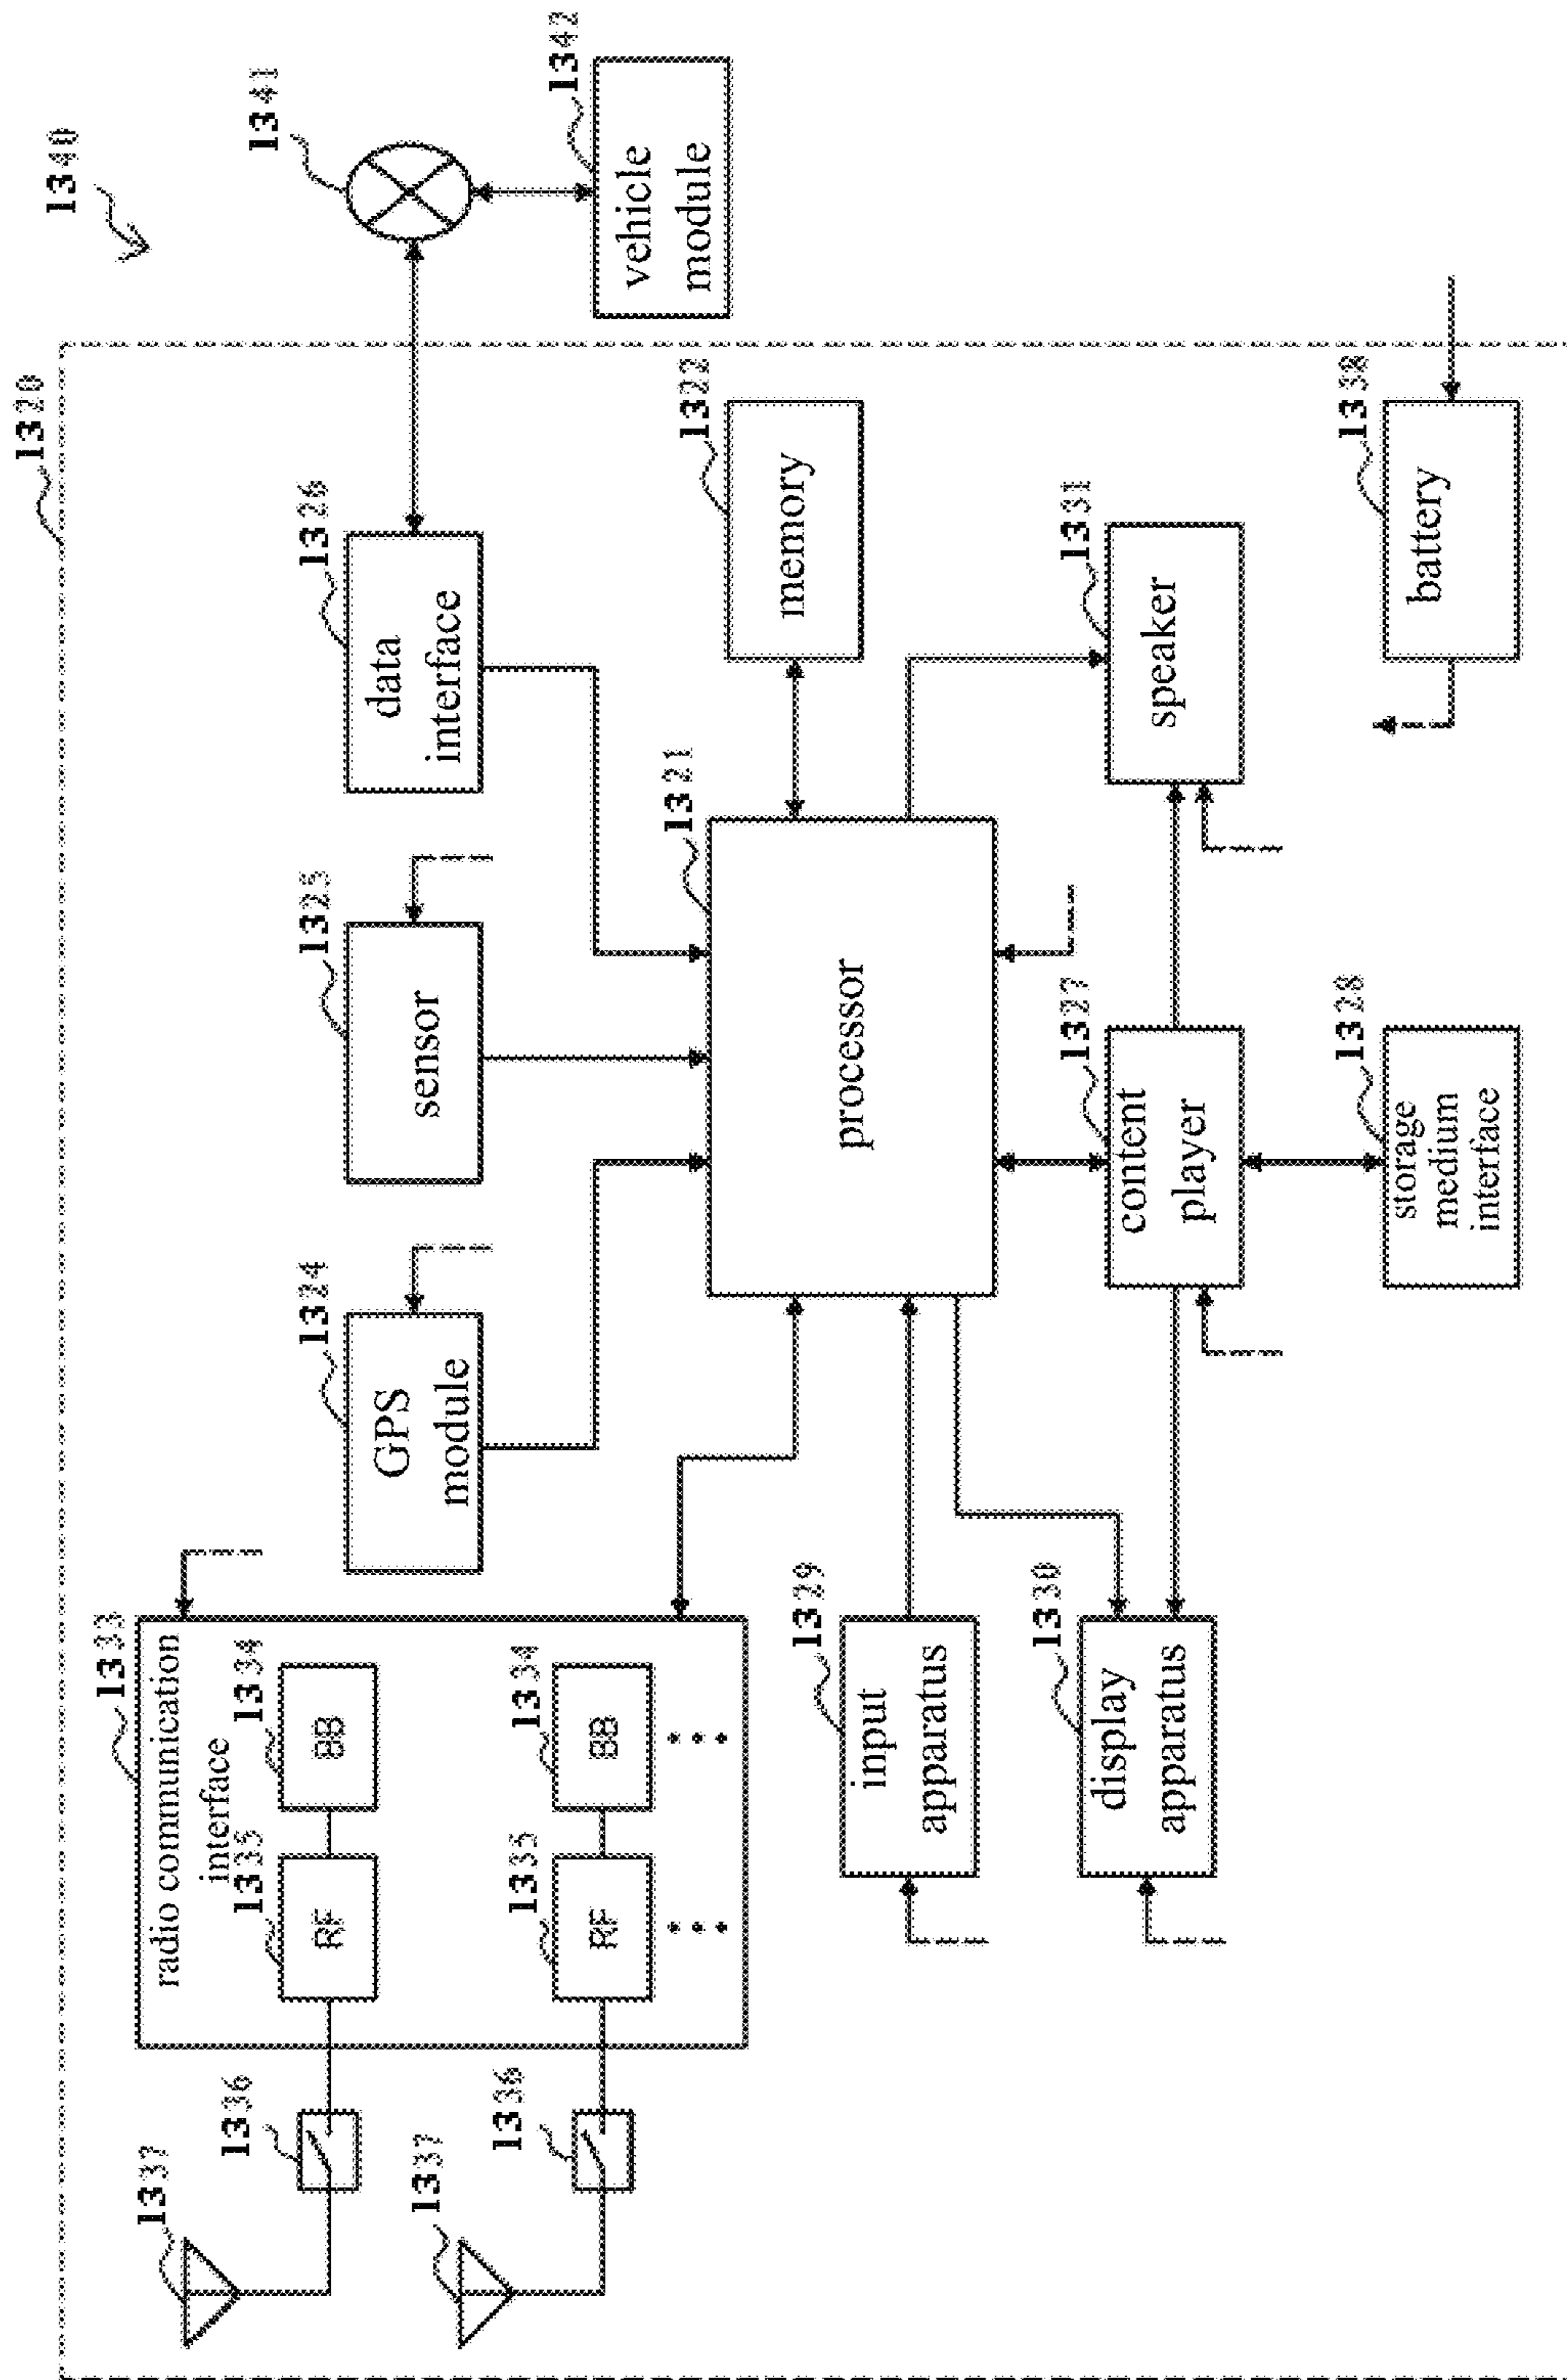 1340
1320
1341
1342
vehicle
module
1337
1336
1333
radio communication
interface
1335
1334
RF
BB
1324
GPS
module
1325
sensor
1326
data
interface
1337
1336
1335
1334
RF
BB
1321
processor
1322
memory
1329
input
apparatus
1330
display
apparatus
1327
content
player
1331
speaker
1328
storage
medium
interface
1338
battery